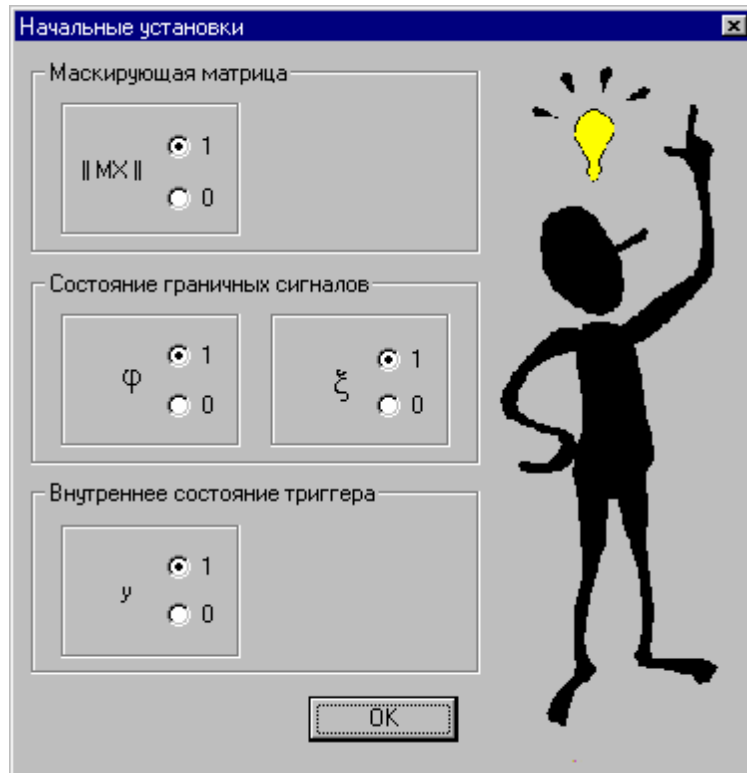 Начальные установки
Маскирующая матрица
|| MX ||
1
0
Состояние граничных сигналов
φ
1
0
ξ
1
0
Внутреннее состояние триггера
y
1
0
OK